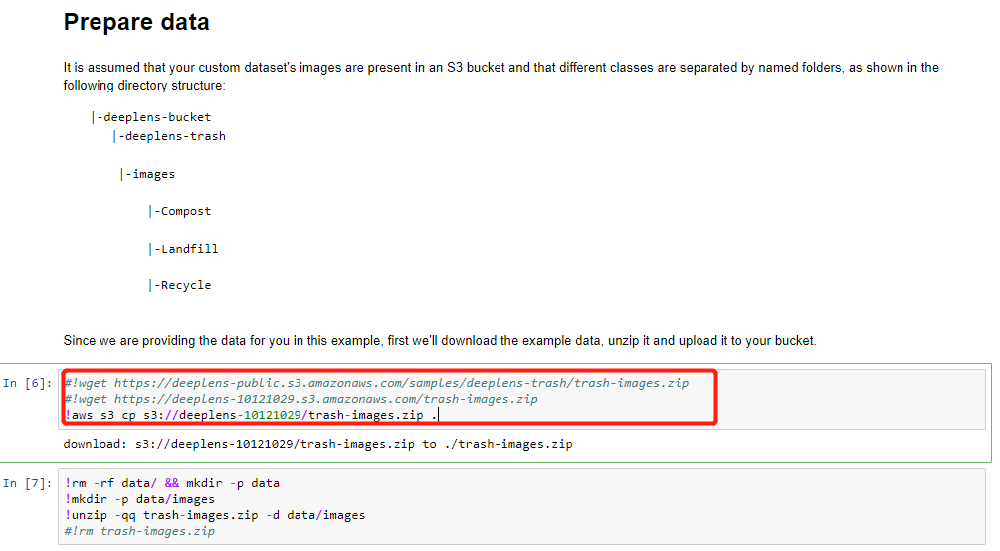 Prepare data
It is assumed that your custom dataset's images are present in an S3 bucket and that different classes are separated by named folders, as shown in the
following directory structure:
|-deeplens-bucket
|-deeplens-trash
|-images
|-Compost
|-Landfill
|-Recycle
Since we are providing the data for you in this example, first we'll download the example data, unzip it and upload it to your bucket.
In [6]: #!wget https://deeplens-public.s3.amazonaws.com/samples/deeplens-trash/trash-images.zip
#!wget https://deeplens-10121029.s3.amazonaws.com/trash-images.zip
!aws s3 cp s3://deeplens-10121029/trash-images.zip .
download: s3://deeplens-10121029/trash-images.zip to ./trash-images.zip
In [7]: !rm -rf data/ && mkdir -p data
!mkdir -p data/images
!unzip -qq trash-images.zip -d data/images
#!rm trash-images.zip